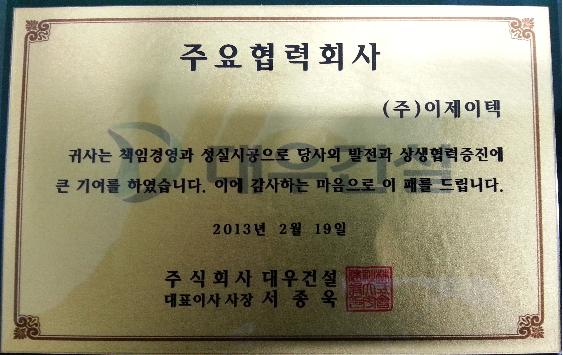 주요협력회사
(주)이제이텍
귀사는 책임경영과 성실시공으로 당사의 발전과 상생협력증진에
큰 기여를 하였습니다. 이에 감사하는 마음으로 이 패를 드립니다.
2013년 2월 19일
주식회사 대우건설
대표이사 사장 서종욱
대우건설